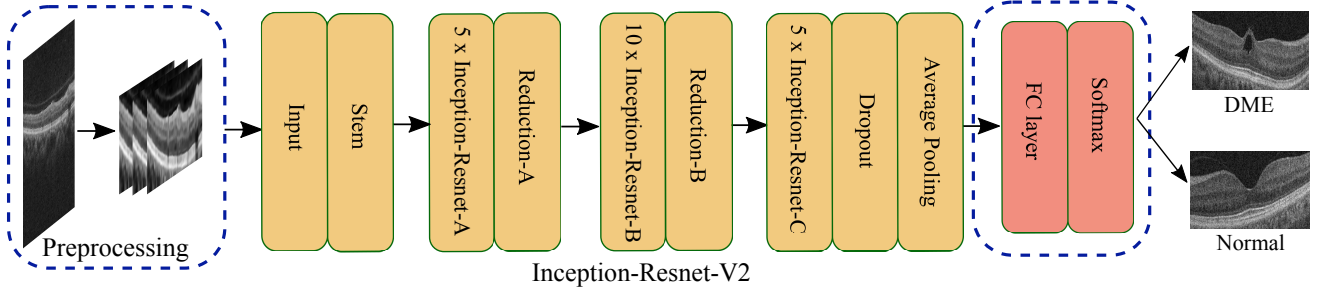 Preprocessing
Input
Stem
5 x Inception-Resnet-A
Reduction-A
10 x Inception-Resnet-B
Reduction-B
5 x Inception-Resnet-C
Dropout
Average Pooling
FC layer
Softmax
DME
Normal
Inception-Resnet-V2